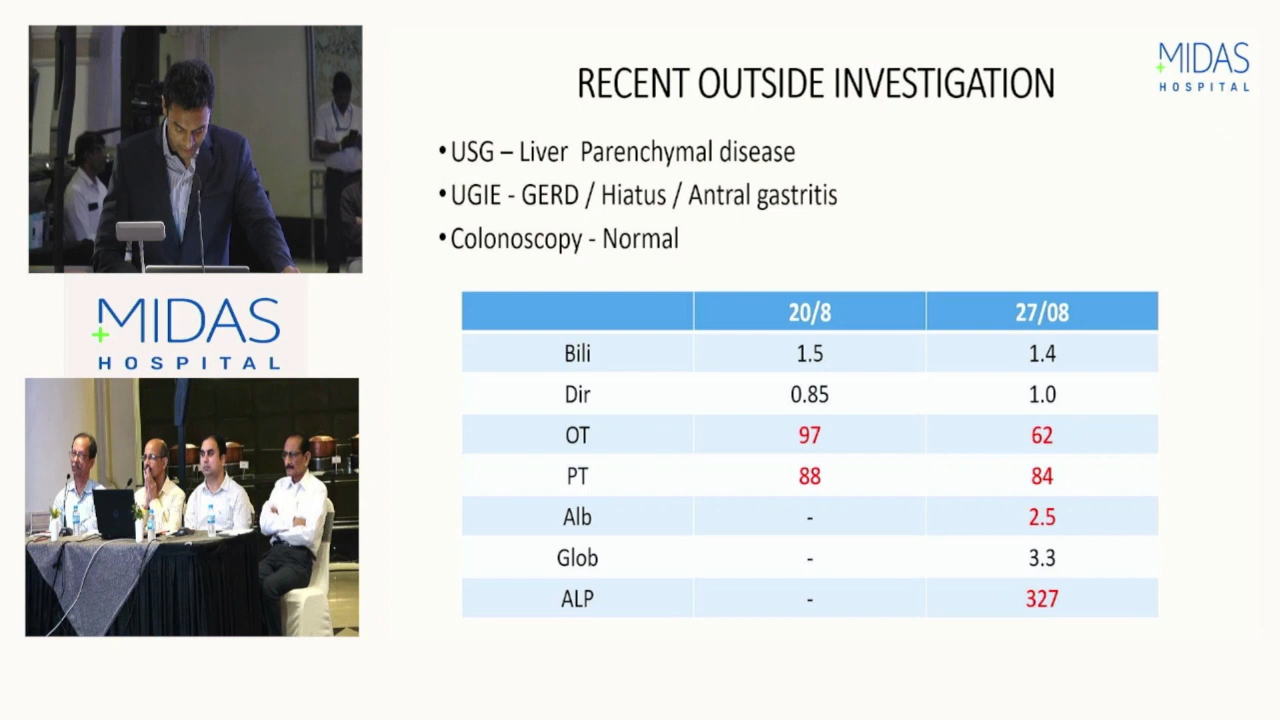 MIDAS
HOSPITAL
RECENT OUTSIDE INVESTIGATION
•USG – Liver Parenchymal disease
•UGIE - GERD / Hiatus / Antral gastritis
•Colonoscopy - Normal
20/8 27/08
Bili 1.5 1.4
Dir 0.85 1.0
OT 97 62
PT 88 84
Alb - 2.5
Glob - 3.3
ALP - 327
MIDAS
HOSPITAL